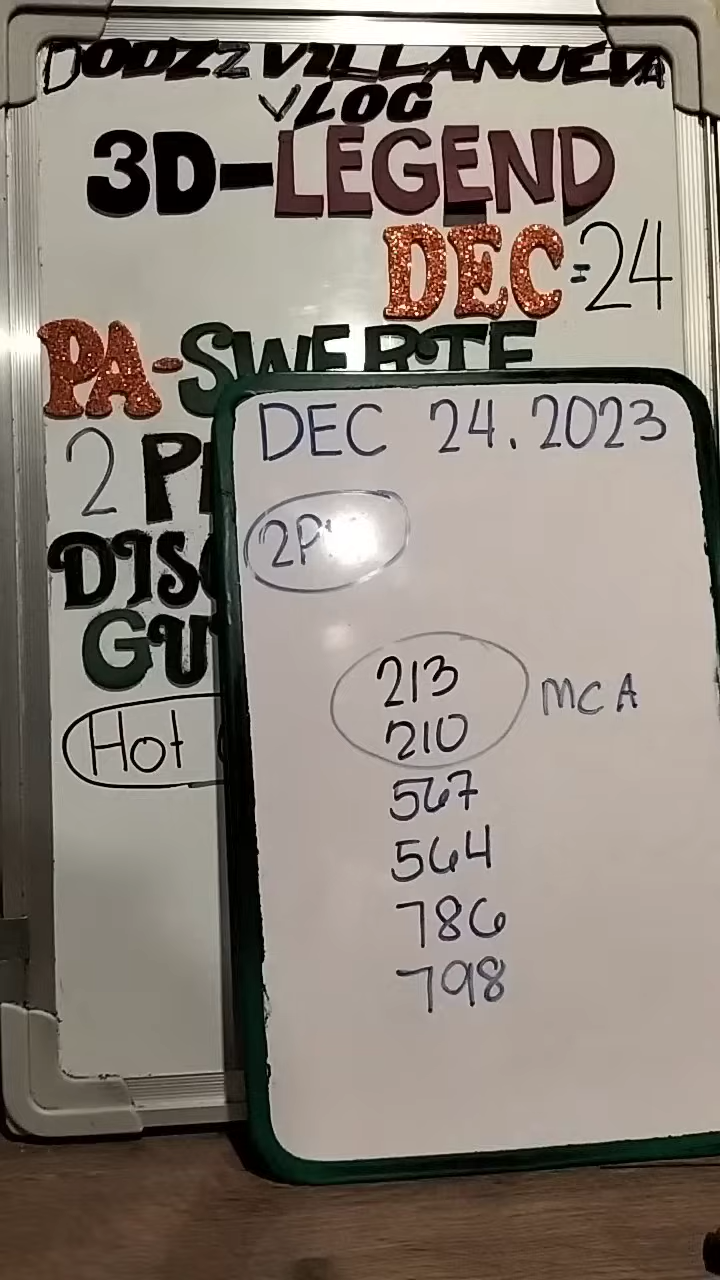 DODZZ VILLANUEVA
VLOG
3D-LEGEND
DEC=24
PA-SWERTE
2
Hot
DEC 24.2023
213
210
MCA
567
564
786
798